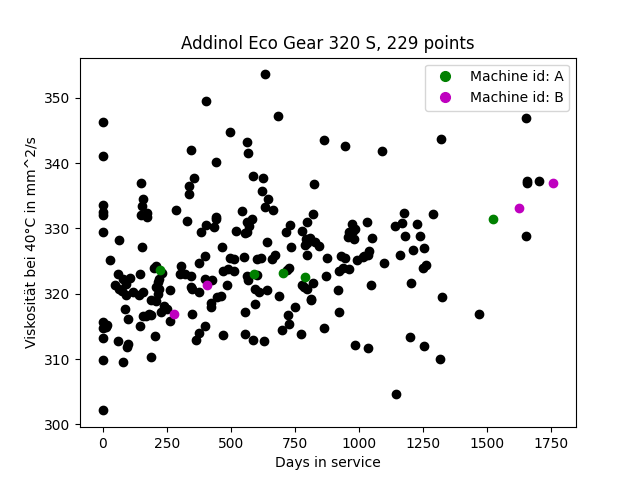 Addinol Eco Gear 320 S, 229 points
Machine id: A
Machine id: B
Viskosität bei 40°C in mm^2/s
350
340
330
320
310
300
0
250
500
750
1000
1250
1500
1750
Days in service